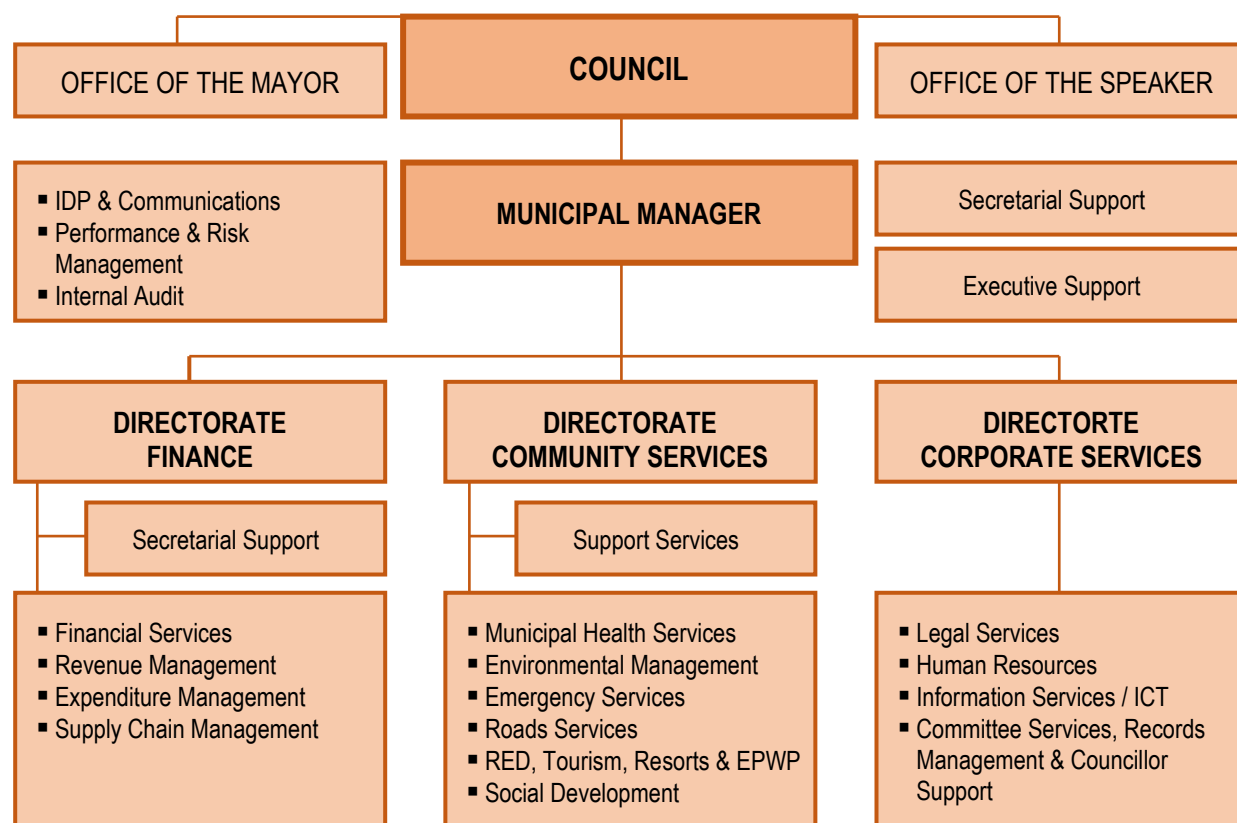 COUNCIL
OFFICE OF THE MAYOR
OFFICE OF THE SPEAKER
▪ IDP & Communications
▪ Performance & Risk
Management
▪ Internal Audit
MUNICIPAL MANAGER
Secretarial Support
Executive Support
DIRECTORATE
FINANCE
DIRECTORATE
COMMUNITY SERVICES
DIRECTORTE
CORPORATE SERVICES
Secretarial Support
Support Services
▪ Financial Services
▪ Revenue Management
▪ Expenditure Management
▪ Supply Chain Management
▪ Municipal Health Services
▪ Environmental Management
▪ Emergency Services
▪ Roads Services
▪ RED, Tourism, Resorts & EPWP
▪ Social Development
▪ Legal Services
▪ Human Resources
▪ Information Services / ICT
▪ Committee Services, Records
Management & Councillor
Support